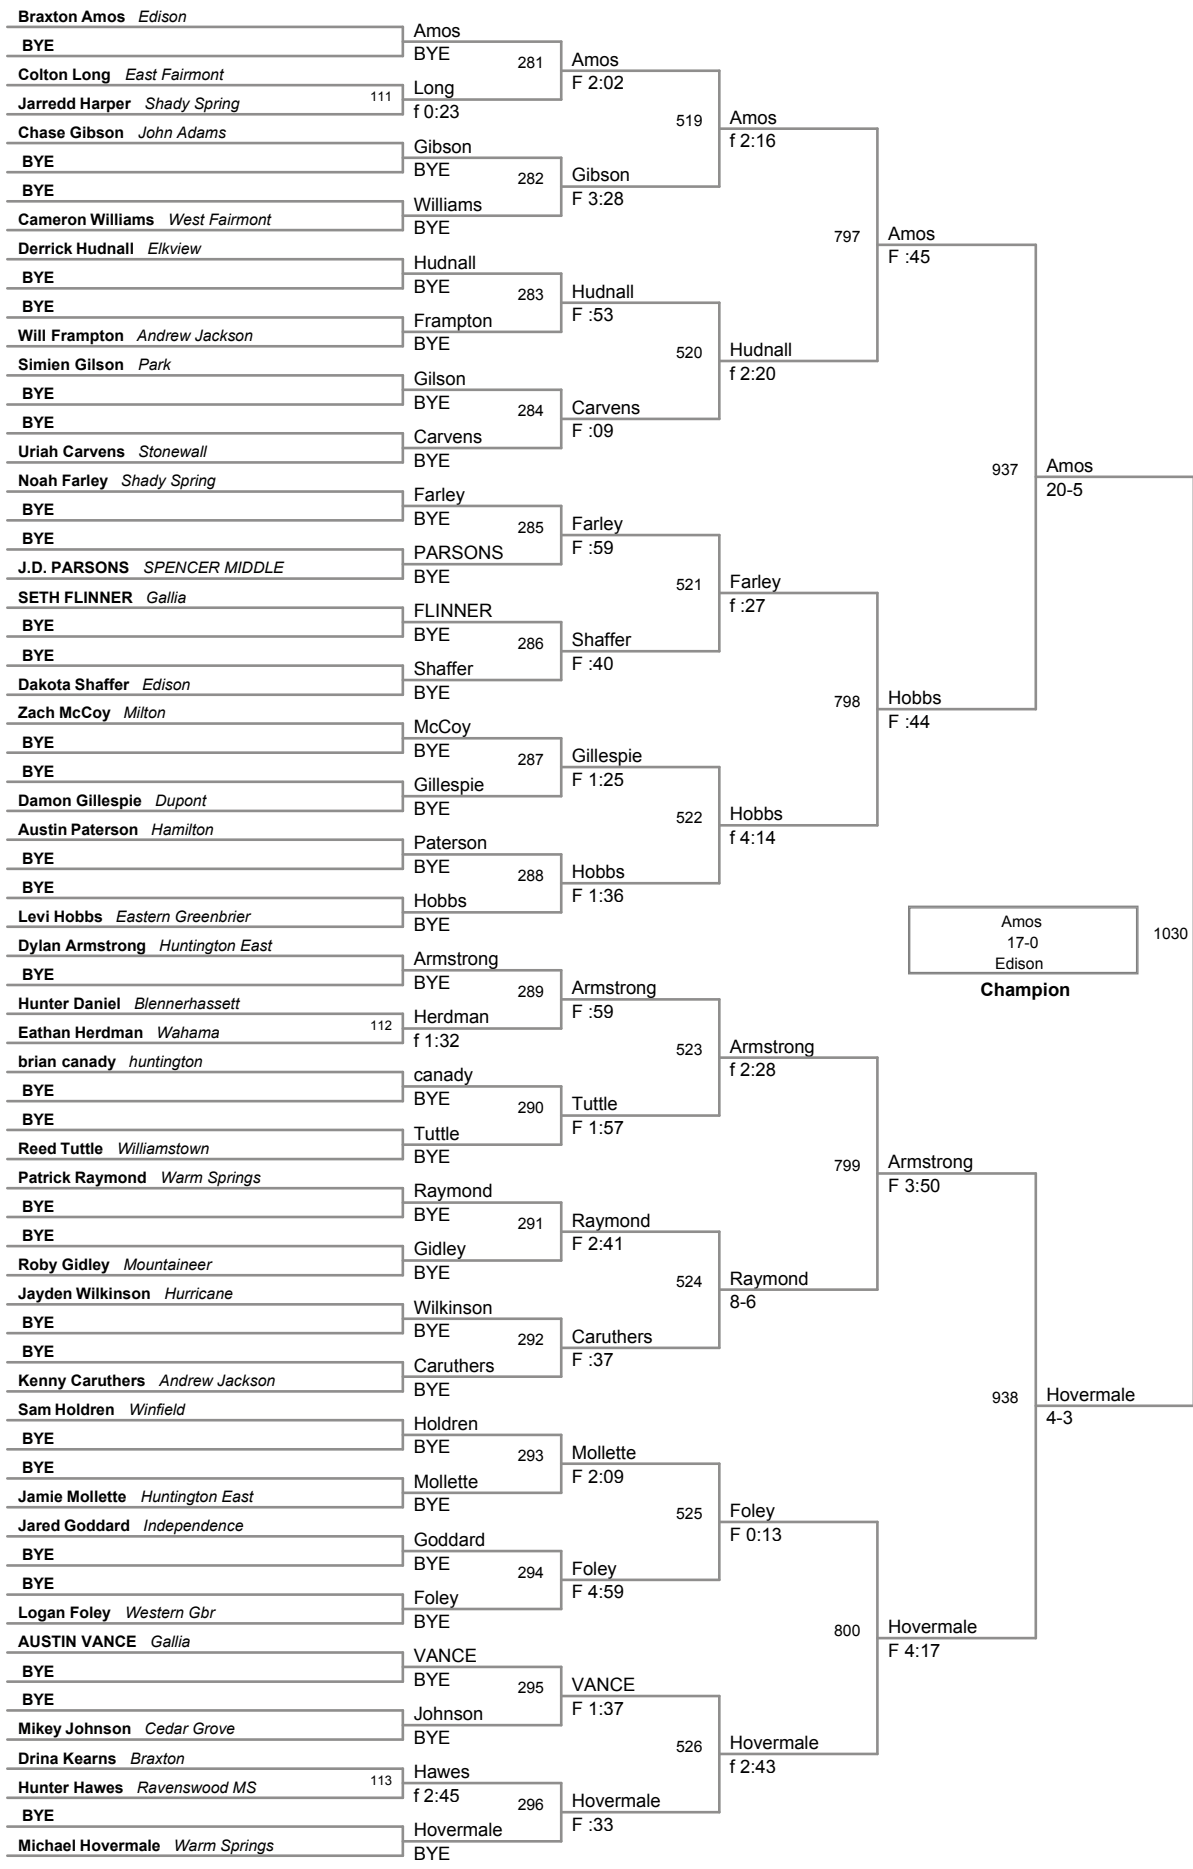 Braxton Amos Edison
BYE
Colton Long East Fairmont
Jarredd Harper Shady Spring
Chase Gibson John Adams
BYE
BYE
Cameron Williams West Fairmont
Derrick Hudnall Elkview
BYE
BYE
Will Frampton Andrew Jackson
Simien Gilson Park
BYE
BYE
Uriah Carvens Stonewall
Noah Farley Shady Spring
BYE
BYE
J.D. PARSONS SPENCER MIDDLE
SETH FLINNER Gallia
BYE
BYE
Dakota Shaffer Edison
Zach McCoy Milton
BYE
BYE
Damon Gillespie Dupont
Austin Paterson Hamilton
BYE
BYE
Levi Hobbs Eastern Greenbrier
Dylan Armstrong Huntington East
BYE
Hunter Daniel Blennerhassett
Eathan Herdman Wahama
brian canady huntington
BYE
BYE
Reed Tuttle Williamstown
Patrick Raymond Warm Springs
BYE
BYE
Roby Gidley Mountaineer
Jayden Wilkinson Hurricane
BYE
BYE
Kenny Caruthers Andrew Jackson
Sam Holdren Winfield
BYE
BYE
Jamie Mollette Huntington East
Jared Goddard Independence
BYE
BYE
Logan Foley Western Gbr
AUSTIN VANCE Gallia
BYE
BYE
Mikey Johnson Cedar Grove
Drina Kearns Braxton
Hunter Hawes Ravenswood MS
BYE
Michael Hovermale Warm Springs
111
112
113
Amos
BYE
Long
f 0:23
Gibson
BYE
Williams
BYE
Hudnall
BYE
Frampton
BYE
Gilson
BYE
Carvens
BYE
Farley
BYE
PARSONS
BYE
FLINNER
BYE
Shaffer
BYE
McCoy
BYE
Gillespie
BYE
Paterson
BYE
Hobbs
BYE
Armstrong
BYE
Herdman
f 1:32
canady
BYE
Tuttle
BYE
Raymond
BYE
Gidley
BYE
Wilkinson
BYE
Caruthers
BYE
Holdren
BYE
Mollette
BYE
Goddard
BYE
Foley
BYE
VANCE
BYE
Johnson
BYE
Hawes
f 2:45
Hovermale
BYE
281
282
283
284
285
286
287
288
289
290
291
292
293
294
295
296
Amos
F 2:02
Gibson
F 3:28
Hudnall
F :53
Carvens
F :09
Farley
F :59
Shaffer
F :40
Gillespie
F 1:25
Hobbs
F 1:36
Armstrong
F :59
Tuttle
F 1:57
Raymond
F 2:41
Caruthers
F :37
Mollette
F 2:09
Foley
F 4:59
VANCE
F 1:37
Hovermale
F :33
519
520
521
522
523
524
525
526
Amos
f 2:16
Hudnall
f 2:20
Farley
f :27
Hobbs
f 4:14
Armstrong
f 2:28
Raymond
8-6
Foley
F 0:13
Hovermale
f 2:43
797
798
799
800
Amos
F :45
Hobbs
F :44
Armstrong
F 3:50
Hovermale
F 4:17
937
938
Amos
20-5
Hovermale
4-3
1030
Amos
17-0
Edison
Champion